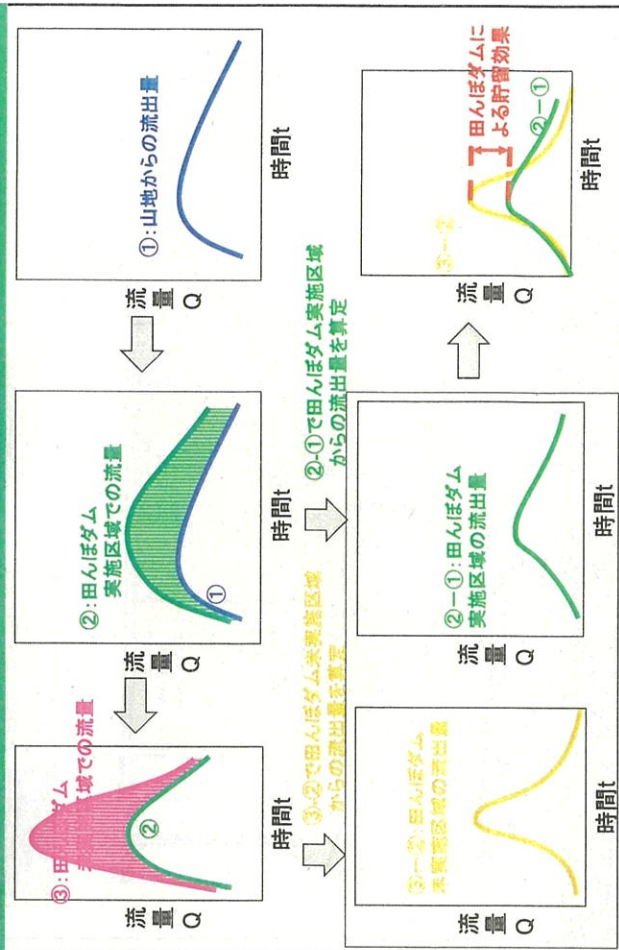 ③:田んぼダム
区域での流量
流量
Q
②
時間t
②:田んぼダム
実施区域での流量
流量
Q
①
時間t
①:山地からの流出量
流量
Q
時間t
③-②で田んぼダム未実施区域
からの流出量を算定
②-①で田んぼダム実施区域
からの流出量を算定
③-②:田んぼダム
未実施区域の流出量
流量
Q
時間t
②-①:田んぼダム
実施区域の流出量
流量
Q
時間t
③-②
田んぼダムに
よる貯留効果
②-①
流量
Q
時間t